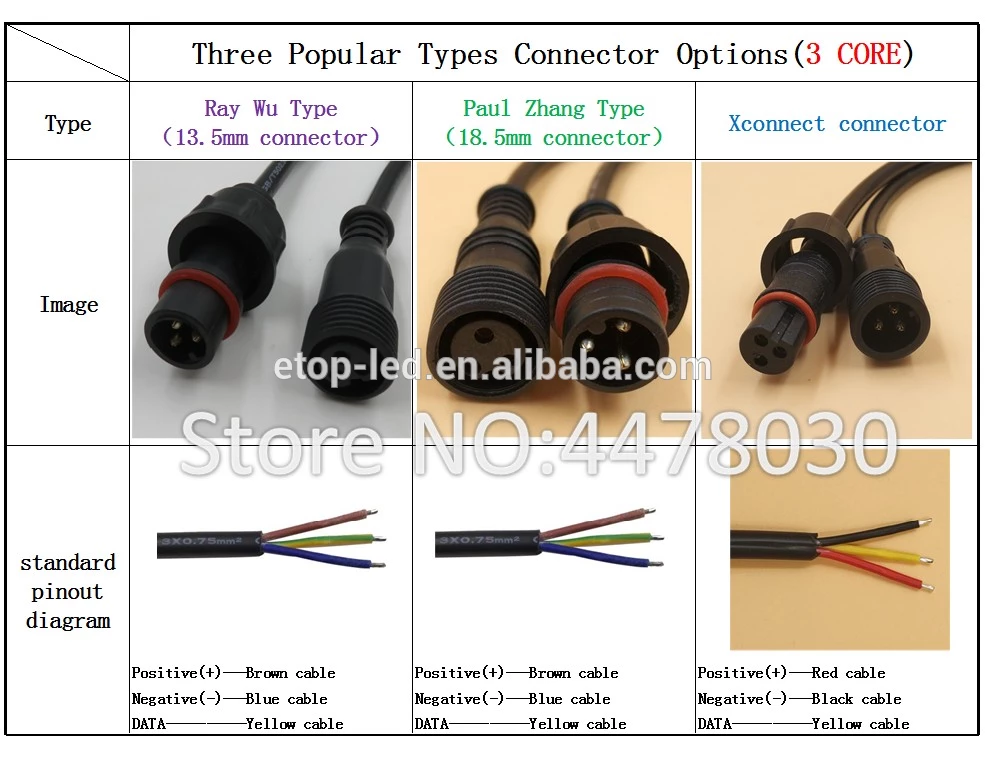 Three Popular Types Connector Options(3 CORE)
Type
Ray Wu Type
(13.5mm connector)
Paul Zhang Type
(18.5mm connector)
Xconnect connector
Image
etop-led.en.alibaba.com
Store NO:4478030
standard
pinout
diagram
3X0.75mm²
3X0.75mm²
Positive(+)——Brown cable
Negative(-)——Blue cable
DATA————Yellow cable
Positive(+)——Brown cable
Negative(-)——Blue cable
DATA————Yellow cable
Positive(+)——Red cable
Negative(-)——Black cable
DATA————Yellow cable